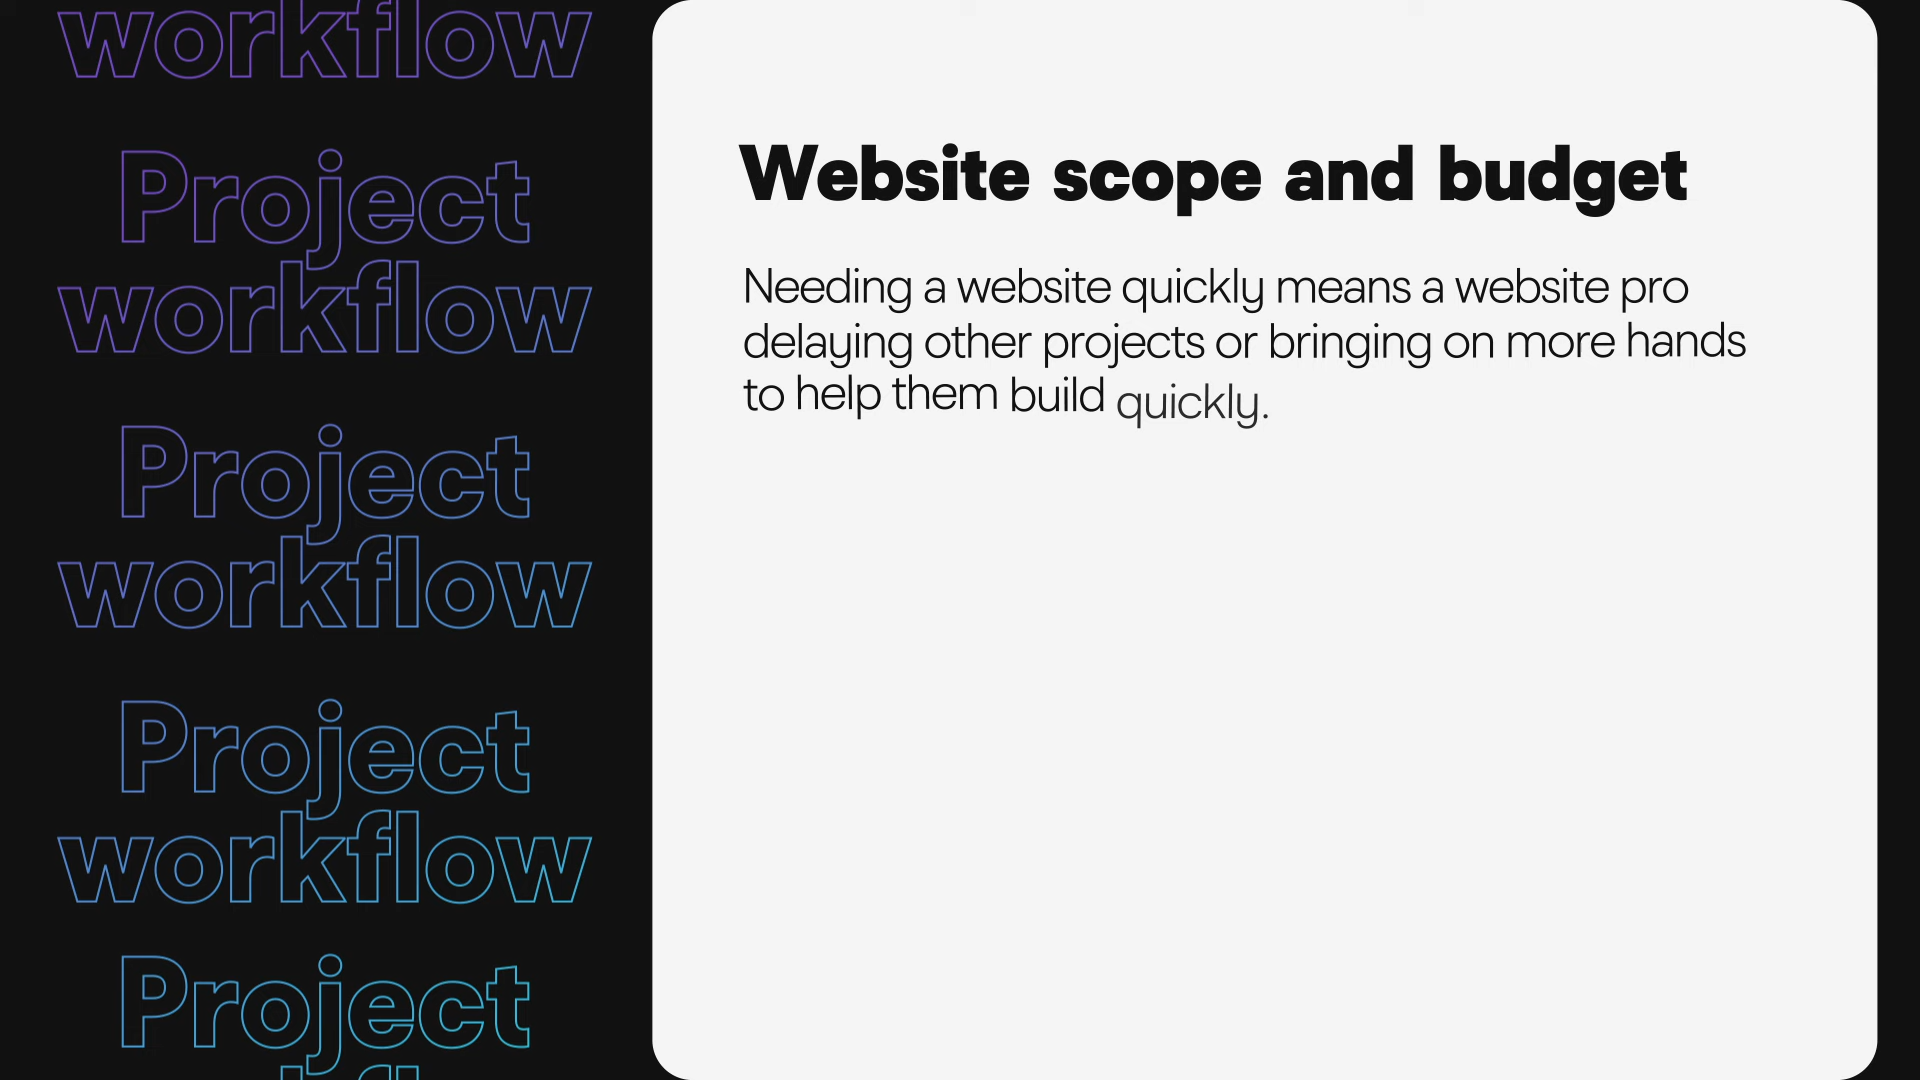 workflow
Project
workflow
Project
workflow
Project
workflow
Project
Website scope and budget
Needing a website quickly means a website pro
delaying other projects or bringing on more hands
to help them build quickly.